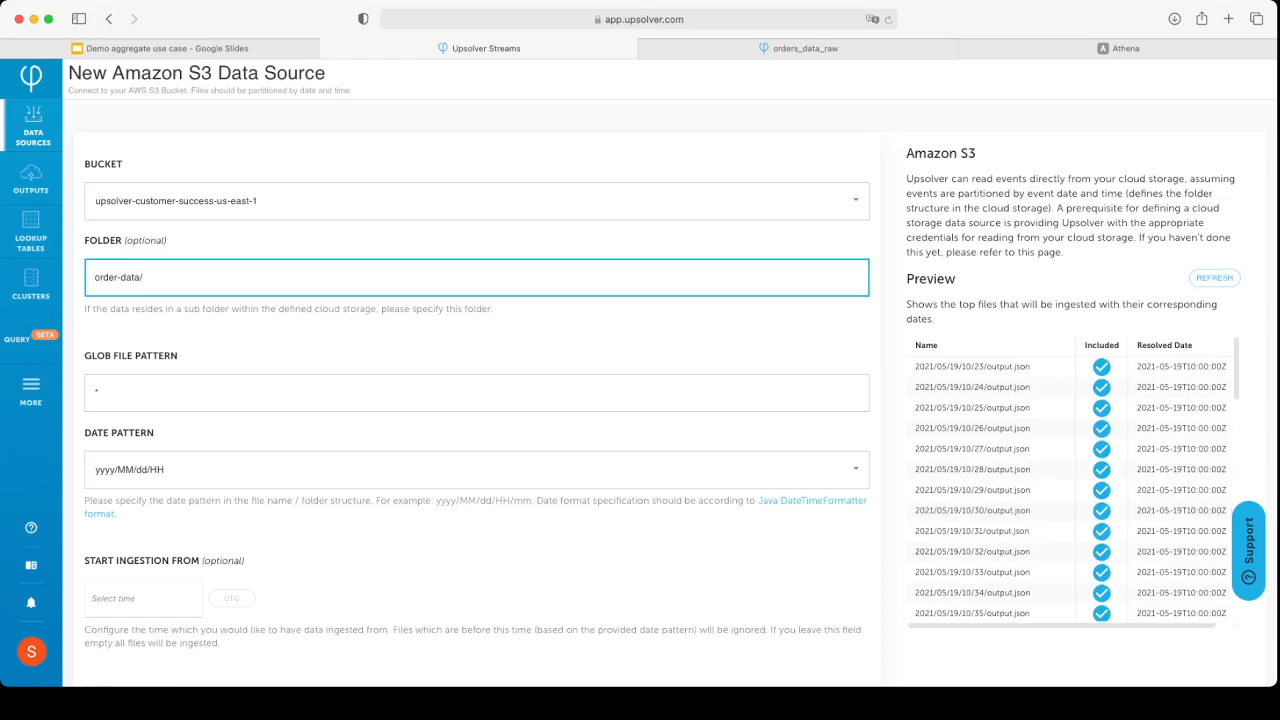 app.upsolver.com
Demo aggregate use case - Google Slides
Upsolver Streams
orders_data_raw
A Athena
New Amazon S3 Data Source
Connect to your AWS S3 Bucket. Files should be partitioned by date and time.
DATA
SOURCES
OUTPUTS
LOOKUP
TABLES
CLUSTERS
QUERY BETA
MORE
S
BUCKET
upsolver-customer-success-us-east-1
FOLDER (optional)
order-data/
If the data resides in a sub folder within the defined cloud storage, please specify this folder.
GLOB FILE PATTERN
*
DATE PATTERN
yyyy/MM/dd/HH
Please specify the date pattern in the file name / folder structure. For example: yyyy/MM/dd/HH/mm. Date format specification should be according to Java DateTimeFormatter
format.
START INGESTION FROM (optional)
Select time
UTC
Configure the time which you would like to have data ingested from. Files which are before this time (based on the provided date pattern) will be ignored. If you leave this field
empty all files will be ingested.
Amazon S3
Upsolver can read events directly from your cloud storage, assuming
events are partitioned by event date and time (defines the folder
structure in the cloud storage). A prerequisite for defining a cloud
storage data source is providing Upsolver with the appropriate
credentials for reading from your cloud storage. If you haven't done
this yet, please refer to this page.
Preview
REFRESH
Shows the top files that will be ingested with their corresponding
dates.
Name Included Resolved Date
2021/05/19/10/23/output.json 2021-05-19T10:00:00Z
2021/05/19/10/24/output.json 2021-05-19T10:00:00Z
2021/05/19/10/25/output.json 2021-05-19T10:00:00Z
2021/05/19/10/26/output.json 2021-05-19T10:00:00Z
2021/05/19/10/27/output.json 2021-05-19T10:00:00Z
2021/05/19/10/28/output.json 2021-05-19T10:00:00Z
2021/05/19/10/29/output.json 2021-05-19T10:00:00Z
2021/05/19/10/30/output.json 2021-05-19T10:00:00Z
2021/05/19/10/31/output.json 2021-05-19T10:00:00Z
2021/05/19/10/32/output.json 2021-05-19T10:00:00Z
2021/05/19/10/33/output.json 2021-05-19T10:00:00Z
2021/05/19/10/34/output.json 2021-05-19T10:00:00Z
2021/05/19/10/35/output.json 2021-05-19T10:00:00Z
Support